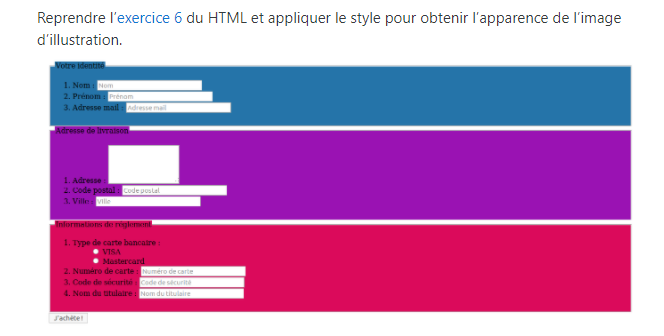 Reprendre l’exercice 6 du HTML et appliquer le style pour obtenir l’apparence de l’image
d’illustration.
Votre identité
1. Nom : Nom
2. Prénom : Prénom
3. Adresse mail : Adresse mail
Adresse de livraison
1. Adresse :
2. Code postal : Code postal
3. Ville : Ville
Informations de règlement
1. Type de carte bancaire :
VISA
Mastercard
2. Numéro de carte : Numéro de carte
3. Code de sécurité : Code de sécurité
4. Nom du titulaire : Nom du titulaire
J'achète !